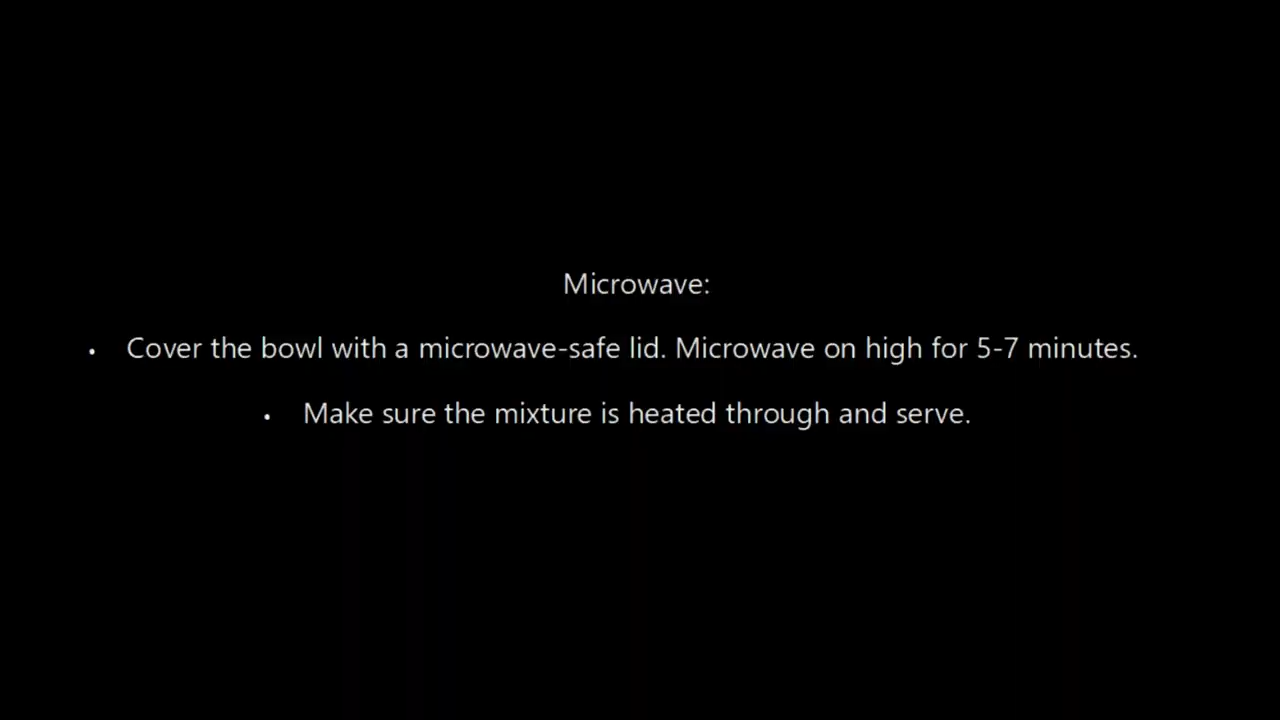 Microwave:
• Cover the bowl with a microwave-safe lid. Microwave on high for 5-7 minutes.
• Make sure the mixture is heated through and serve.